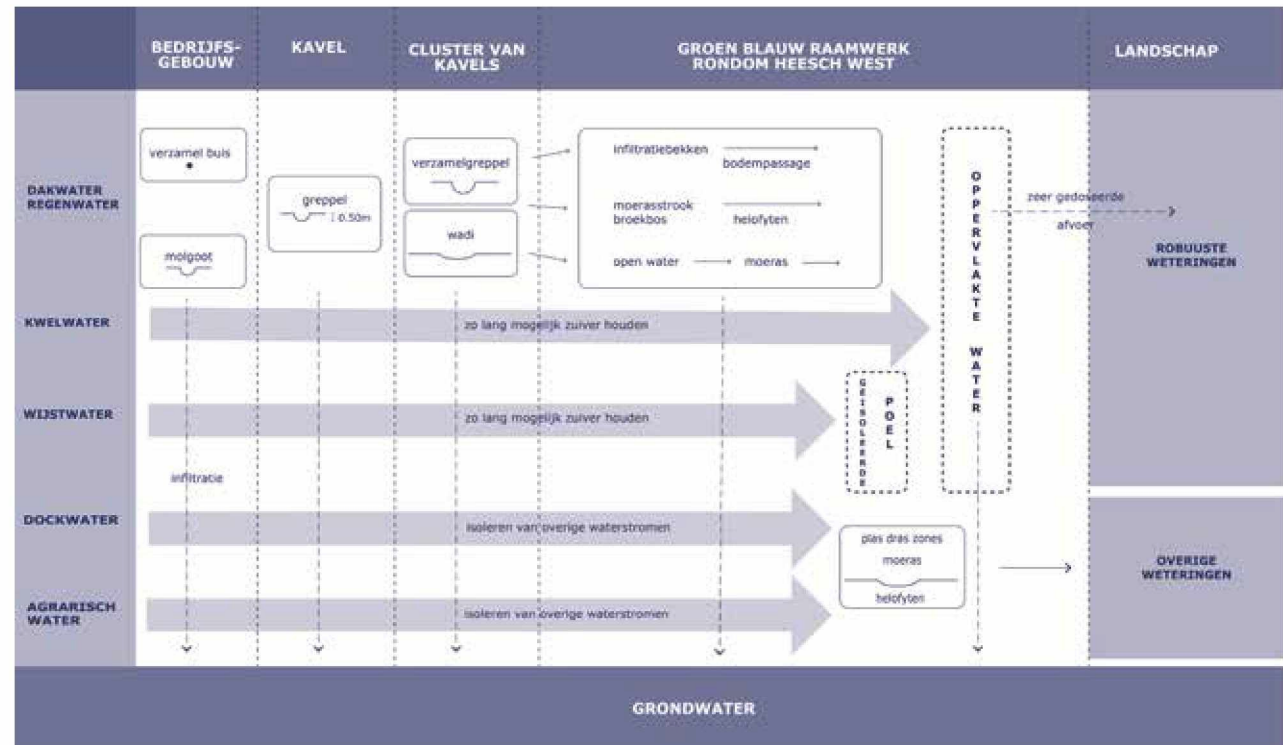 BEDRIJFS-
GEBOUW
KAVEL
CLUSTER VAN
KAVELS
GROEN BLAUW RAAMWERK
RONDOM HEESCH WEST
LANDSCHAP
DAKWATER
REGENWATER
verzamel buis
molgoot
greppel
0.50m
verzamelgreppel
wadi
infiltratiebekken
bodempassage
moerasstrook
broekbos
helofyten
open water
moeras
OPPERVLAKTE WATER
zeer gedoseerde
afvoer
ROBUUSTE
WETERINGEN
KWELWATER
zo lang mogelijk zuiver houden
WIJSTWATER
zo lang mogelijk zuiver houden
GEISOLEERDE
POEL
infiltratie
DOCKWATER
isoleren van overige waterstromen
plas dras zones
moeras
helofyten
OVERIGE
WETERINGEN
AGRARISCH
WATER
isoleren van overige waterstromen
GRONDWATER